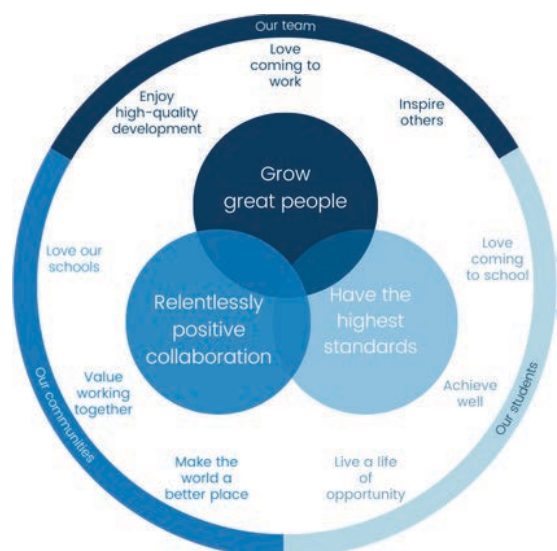 Our team
Love
coming to
work
Enjoy
high-quality
development
Inspire
others
Grow
great people
Love our
schools
Love
coming
to school
Relentlessly
positive
collaboration
Have the
highest
standards
Value
working
together
Achieve
well
Our communities
Our students
Make the
world a
better place
Live a life
of
opportunity